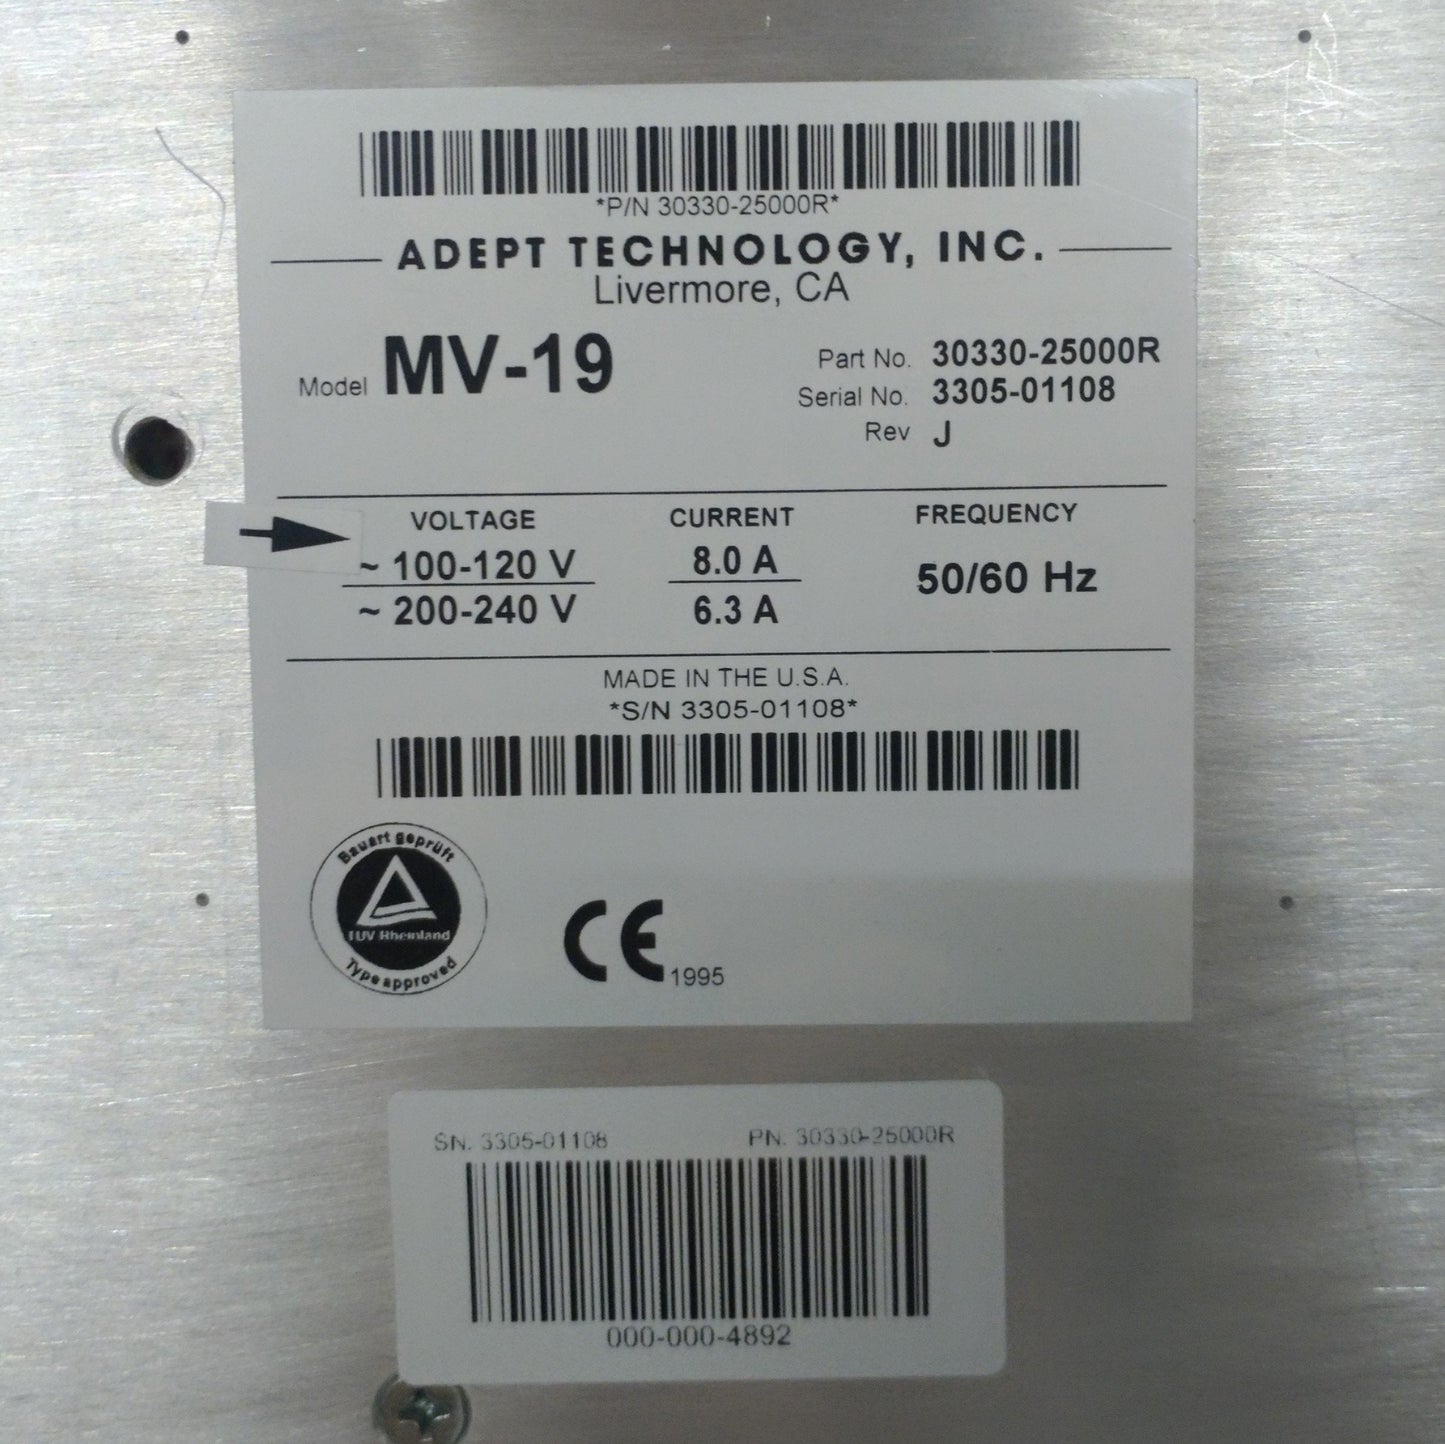 *P/N 30330-25000R*
ADEPT TECHNOLOGY, INC.
Livermore, CA
Model MV-19
Part No. 30330-25000R
Serial No. 3305-01108
Rev J
VOLTAGE CURRENT FREQUENCY
~ 100-120 V 8.0 A
50/60 Hz
~ 200-240 V 6.3 A
MADE IN THE U.S.A.
*S/N 3305-01108*
Bauart geprüft
TÜV Rheinland
Type approved
CE 1995
SN. 3305-01108 PN. 30330-25000R
000-000-4892